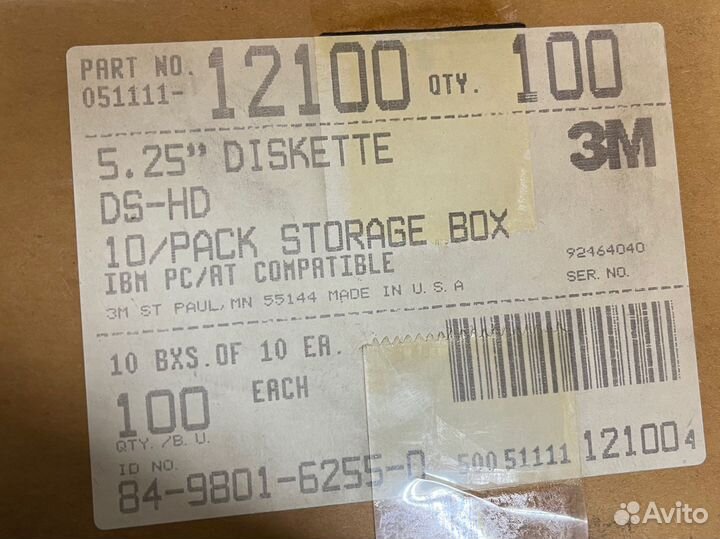 PART NO.
051111- 12100 QTY. 100
5.25" DISKETTE
3M
DS-HD
10/PACK STORAGE BOX
IBM PC/AT COMPATIBLE
92464040
3M ST PAUL, MN 55144 MADE IN U.S.A
SER. NO.
10 BXS. OF 10 EA.
100 EACH
QTY. /B.U.
ID NO.
84-9801-6255-0
500 51111 12100 4
Avito